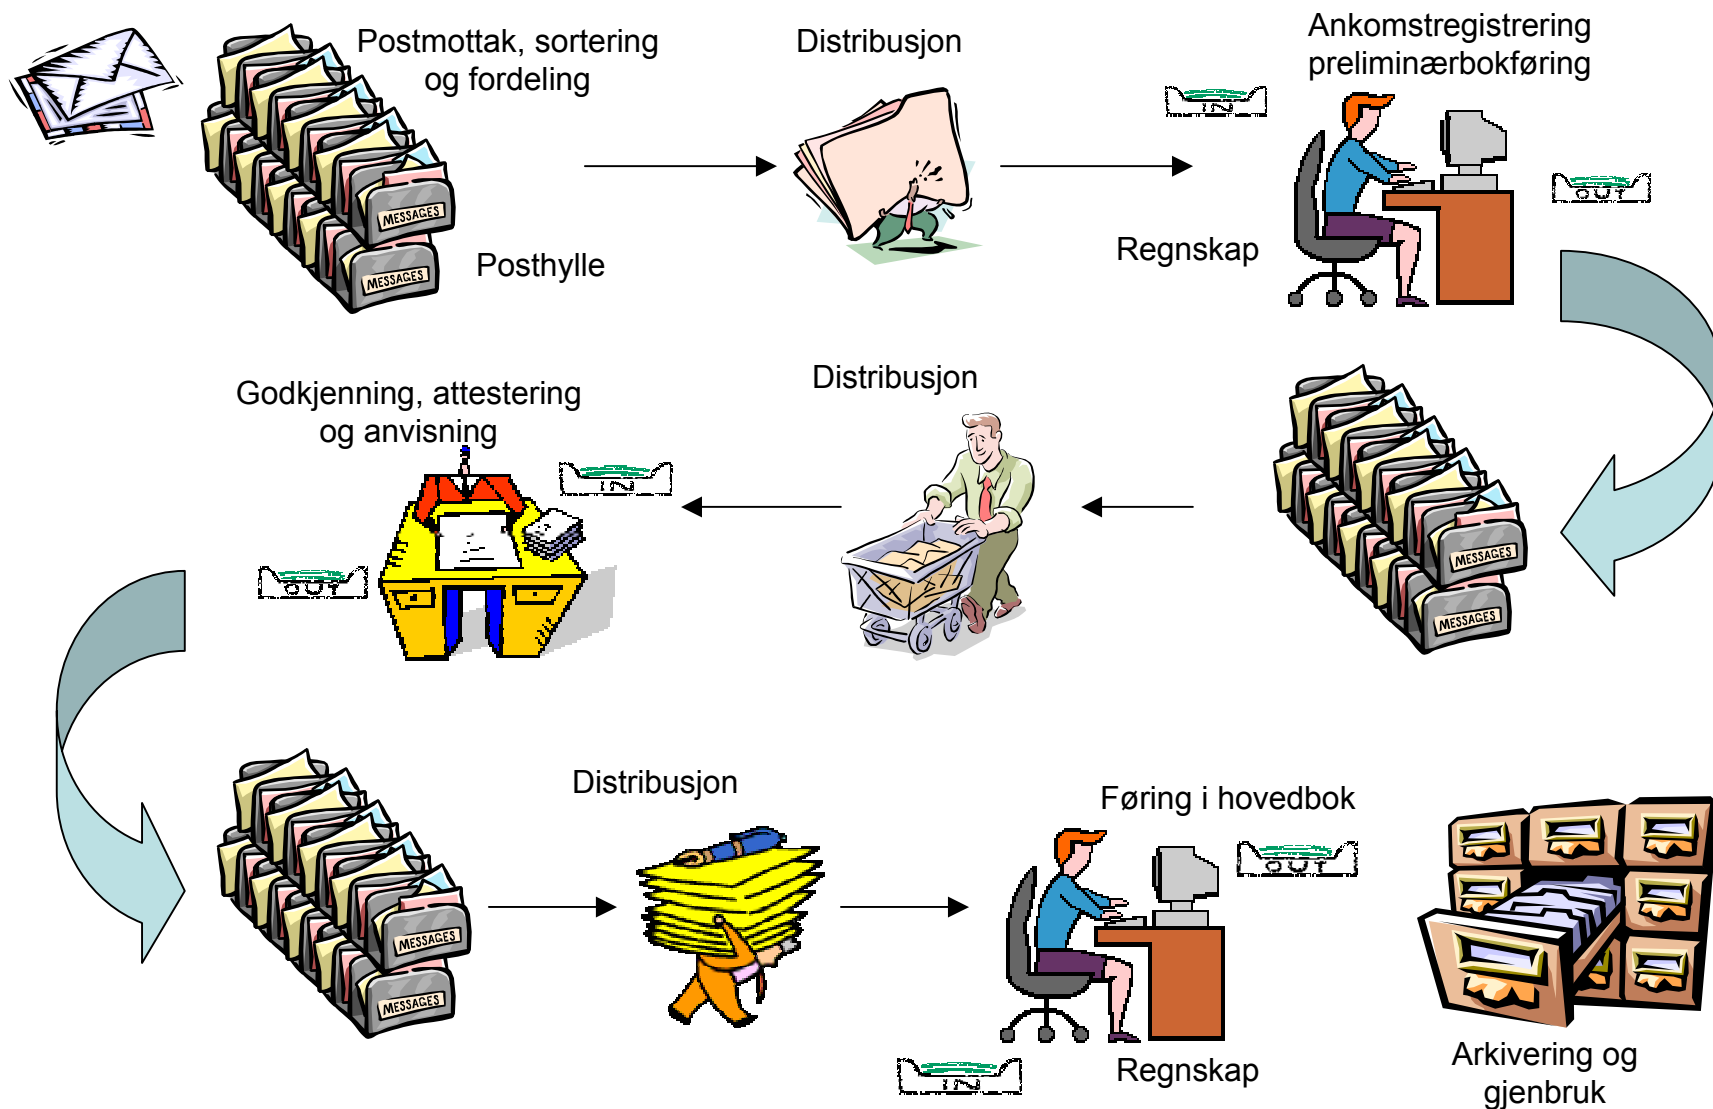 Postmottak, sortering
og fordeling
Distribusjon
Ankomstregistrering
preliminærbokføring
IN
OUT
MESSAGES
MESSAGES
Posthylle
Regnskap
Godkjenning, attestering
og anvisning
Distribusjon
IN
OUT
MESSAGES
MESSAGES
Distribusjon
Føring i hovedbok
OUT
MESSAGES
MESSAGES
IN
Regnskap
Arkivering og
gjenbruk